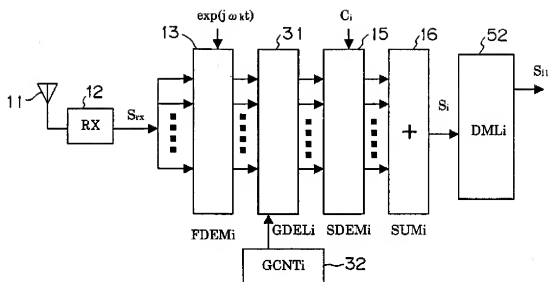 exp(jωkt)
Ci
13
31
15
16
52
11
12
RX
Srx
+
Si
DMLi
Si1
FDEMi
GDELi
SDEMi
SUMi
GCNTi
32